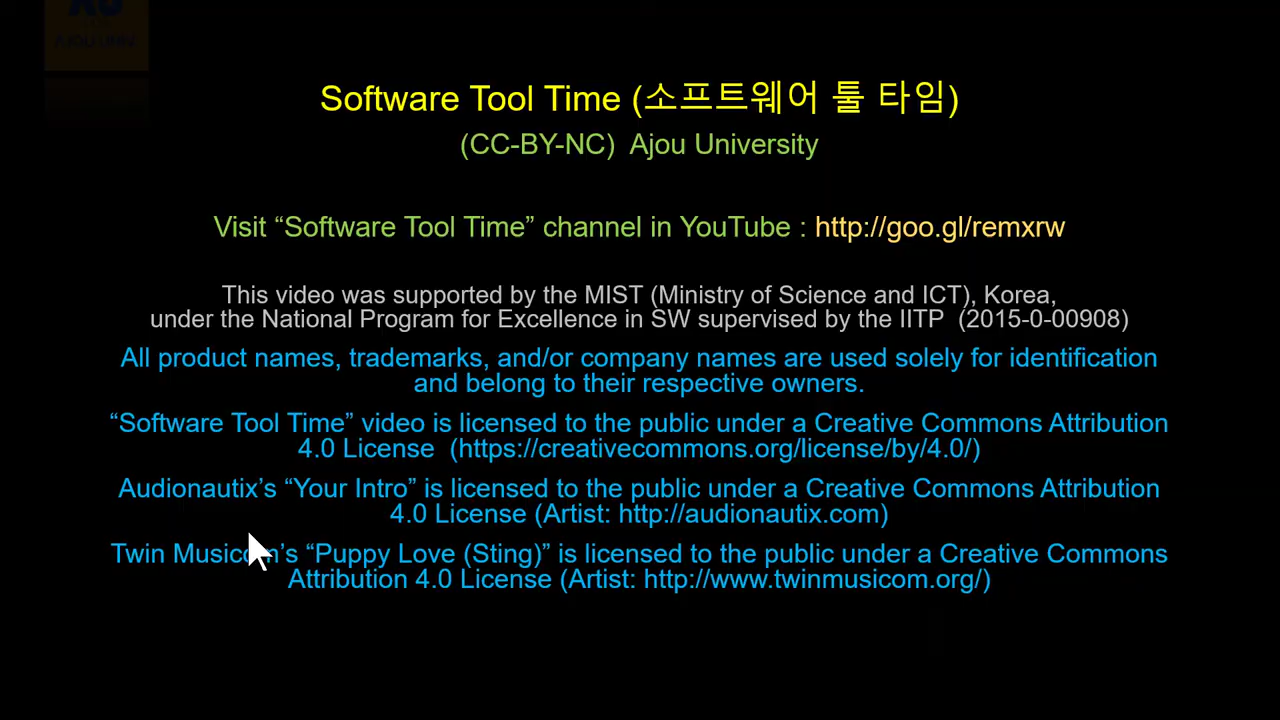 AJOU UNIV
Software Tool Time (소프트웨어 툴 타임)
(CC-BY-NC) Ajou University
Visit “Software Tool Time” channel in YouTube : http://goo.gl/remxrw
This video was supported by the MIST (Ministry of Science and ICT), Korea,
under the National Program for Excellence in SW supervised by the IITP (2015-0-00908)
All product names, trademarks, and/or company names are used solely for identification
and belong to their respective owners.
“Software Tool Time” video is licensed to the public under a Creative Commons Attribution
4.0 License (https://creativecommons.org/license/by/4.0/)
Audionautix’s “Your Intro” is licensed to the public under a Creative Commons Attribution
4.0 License (Artist: http://audionautix.com)
Twin Musicom’s “Puppy Love (Sting)” is licensed to the public under a Creative Commons
Attribution 4.0 License (Artist: http://www.twinmusicom.org/)